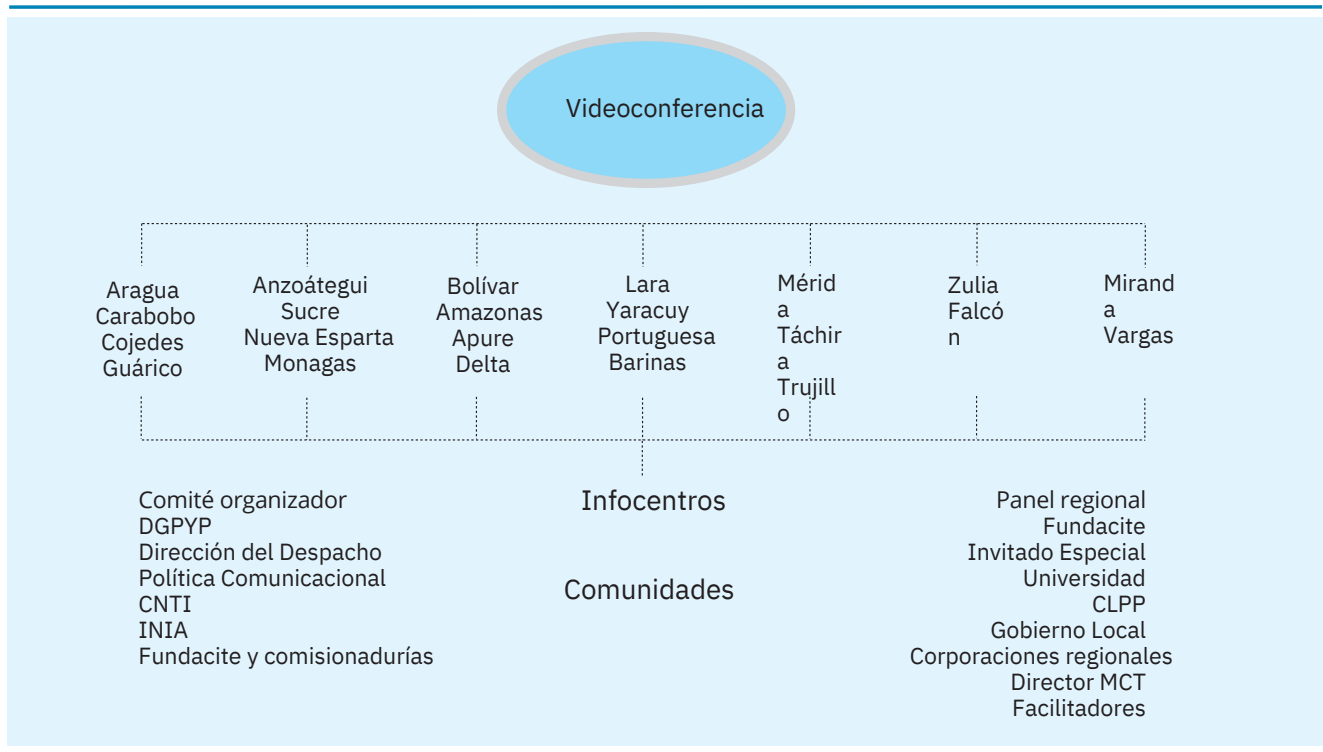 Videoconferencia
Aragua
Carabobo
Cojedes
Guárico
Anzoátegui
Sucre
Nueva Esparta
Monagas
Bolívar
Amazonas
Apure
Delta
Lara
Yaracuy
Portuguesa
Barinas
Mérid
a
Táchir
a
Trujill
o
Zulia
Falcó
n
Mirand
a
Vargas
Comité organizador
DGPYP
Dirección del Despacho
Política Comunicacional
CNTI
INIA
Fundacite y comisionadurías
Infocentros
Comunidades
Panel regional
Fundacite
Invitado Especial
Universidad
CLPP
Gobierno Local
Corporaciones regionales
Director MCT
Facilitadores